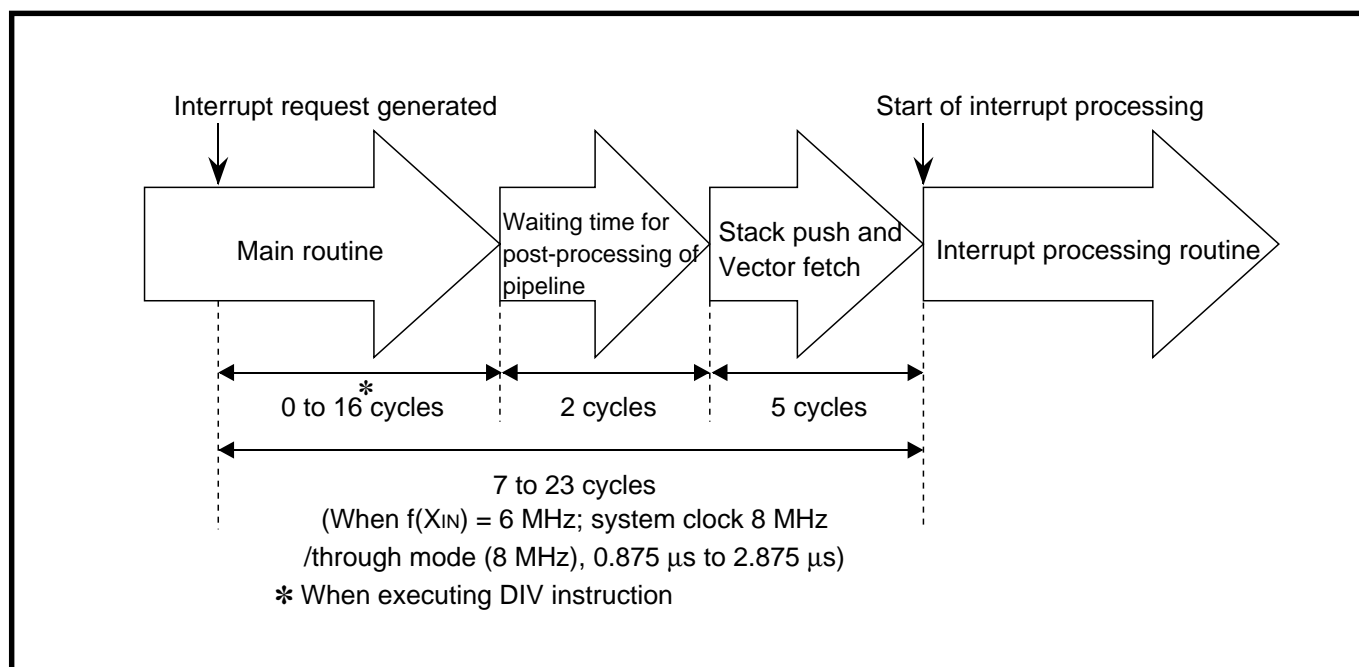 Interrupt request generated
Start of interrupt processing
Main routine
Waiting time for
post-processing of
pipeline
Stack push and
Vector fetch
Interrupt processing routine
0 to 16* cycles
2 cycles
5 cycles
7 to 23 cycles
(When f(XIN) = 6 MHz; system clock 8 MHz
/through mode (8 MHz), 0.875 μs to 2.875 μs)
* When executing DIV instruction